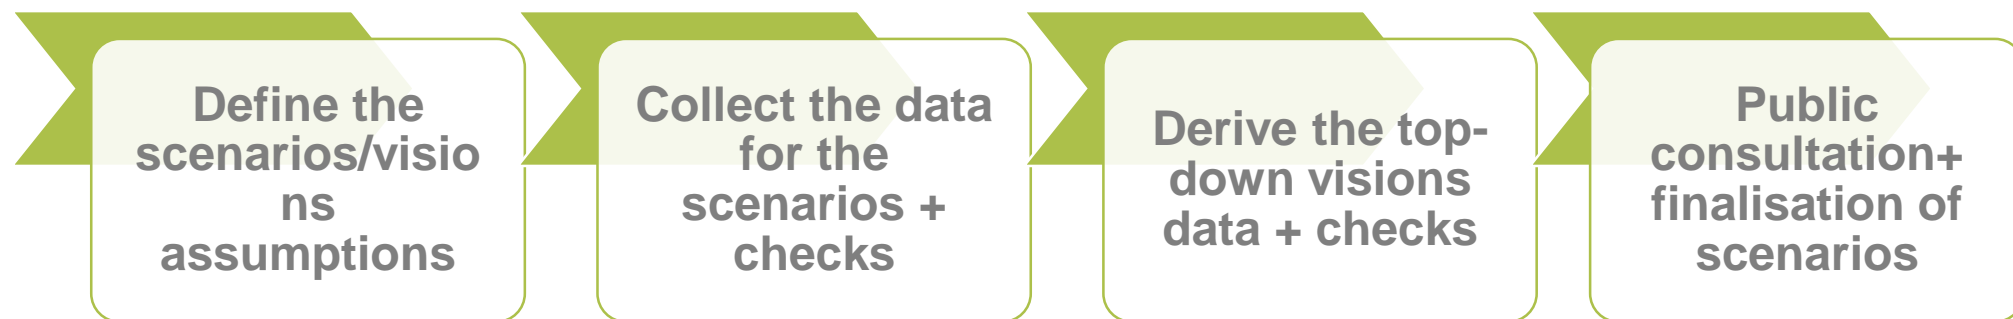 Define the
scenarios/visio
ns
assumptions
Collect the data
for the
scenarios +
checks
Derive the top-
down visions
data + checks
Public
consultation+
finalisation of
scenarios